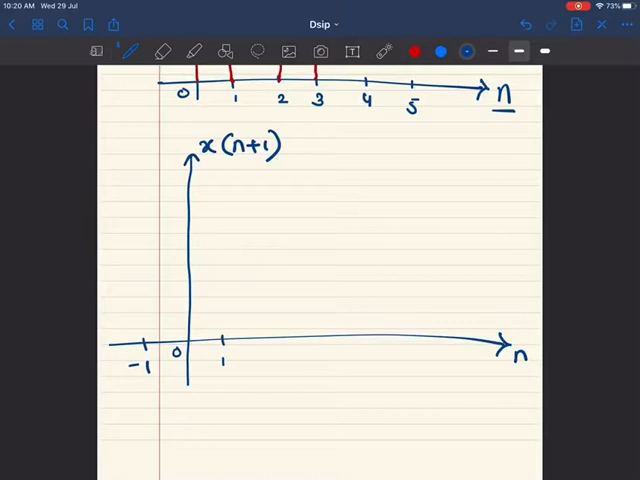 10:20 AM Wed 29 Jul 73%
Dsip
T
0 1 2 3 4 5 n
x(n+1)
-1 0 1 n